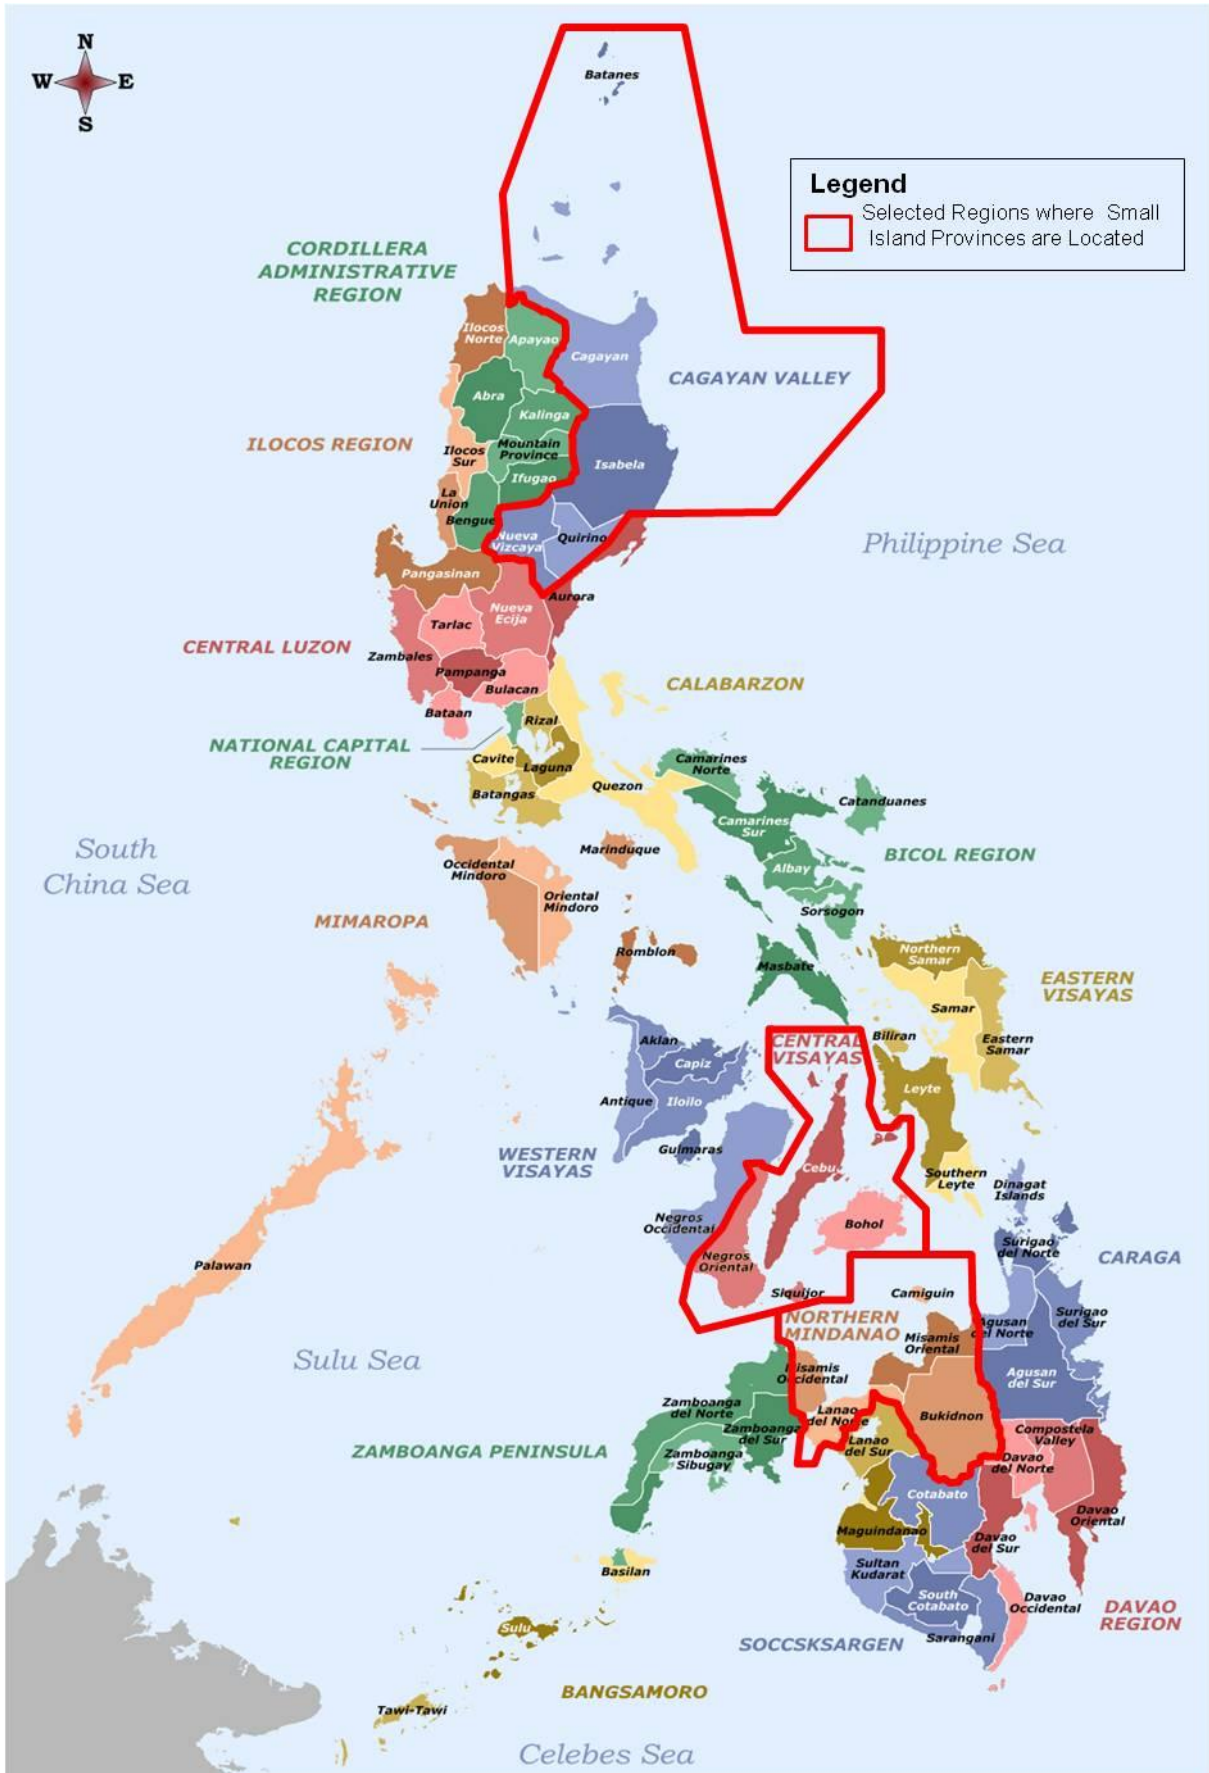 N
W
E
S
Batanes
Legend
Selected Regions where Small
Island Provinces are Located
CORDILLERA
ADMINISTRATIVE
REGION
Ilocos
Norte
Apayao
Cagayan
CAGAYAN VALLEY
Abra
Kalinga
ILOCOS REGION
Ilocos
Sur
Mountain
Province
Isabela
Ifugao
La
Union
Bengue
Nueva
Vizcaya
Quirino
Philippine Sea
Pangasinan
Aurora
Nueva
Ecija
Tarlac
CENTRAL LUZON
Zambales
Pampanga
Bulacan
CALABARZON
Bataan
Rizal
NATIONAL CAPITAL
REGION
Cavite
Laguna
Camarines
Norte
Batangas
Quezon
Catanduanes
Camarines
Sur
South
China Sea
Marinduque
BICOL REGION
Occidental
Mindoro
Albay
Oriental
Mindoro
Sorsogon
MIMAROPA
Romblon
Northern
Samar
Masbate
EASTERN
VISAYAS
Samar
CENTRAL
VISAYAS
Biliran
Eastern
Samar
Aklan
Capiz
Leyte
Antique
Iloilo
WESTERN
VISAYAS
Guimaras
Cebu
Southern
Leyte
Dinagat
Islands
Negros
Occidental
Bohol
Surigao
del Norte
CARAGA
Palawan
Negros
Oriental
Siquijor
Camiguin
NORTHERN
MINDANAO
Agusan
del Norte
Surigao
del Sur
Misamis
Oriental
Sulu Sea
Misamis
Occidental
Agusan
del Sur
Zamboanga
del Norte
Lanao
del Norte
Bukidnon
Zamboanga
del Sur
Compostela
Valley
ZAMBOANGA PENINSULA
Zamboanga
Sibugay
Lanao
del Sur
Davao
del Norte
Cotabato
Davao
Oriental
Maguindanao
Davao
del Sur
Basilan
Sultan
Kudarat
South
Cotabato
Davao
Occidental
DAVAO
REGION
Sulu
SOCCSKSARGEN
Sarangani
BANGSAMORO
Tawi-Tawi
Celebes Sea